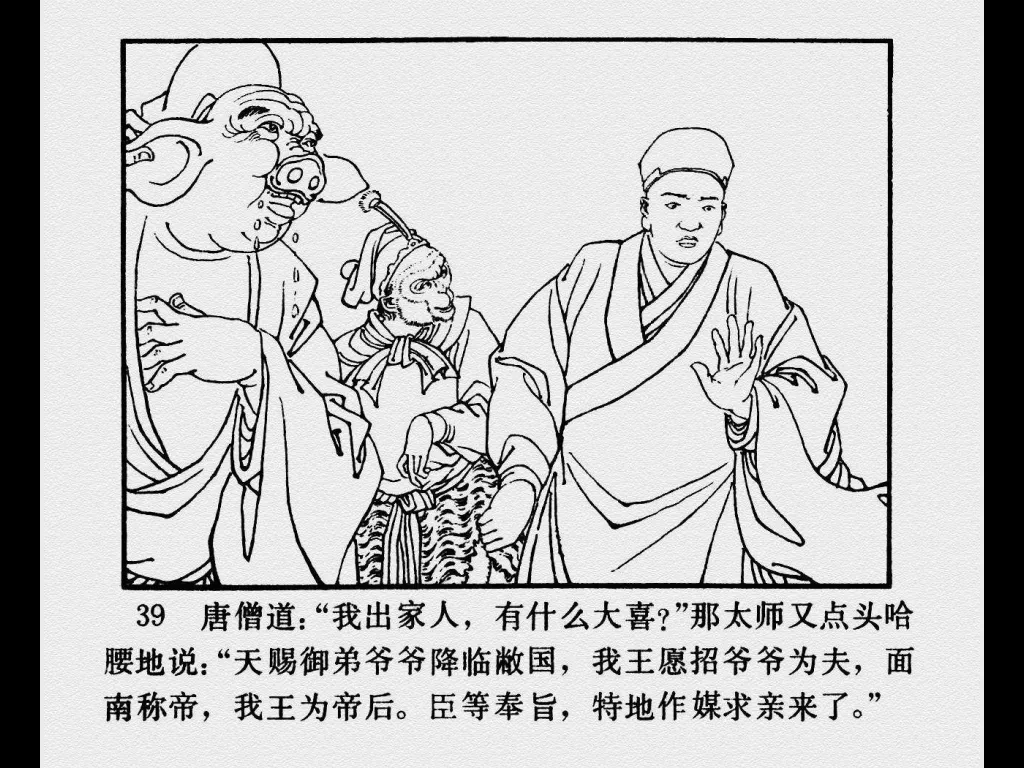 39 唐僧道：“我出家人，有什么大喜？”那太师又点头哈
腰地说：“天赐御弟爷爷降临敝国，我王愿招爷爷为夫，面
南称帝，我王为帝后。臣等奉旨，特地作媒求亲来了。”